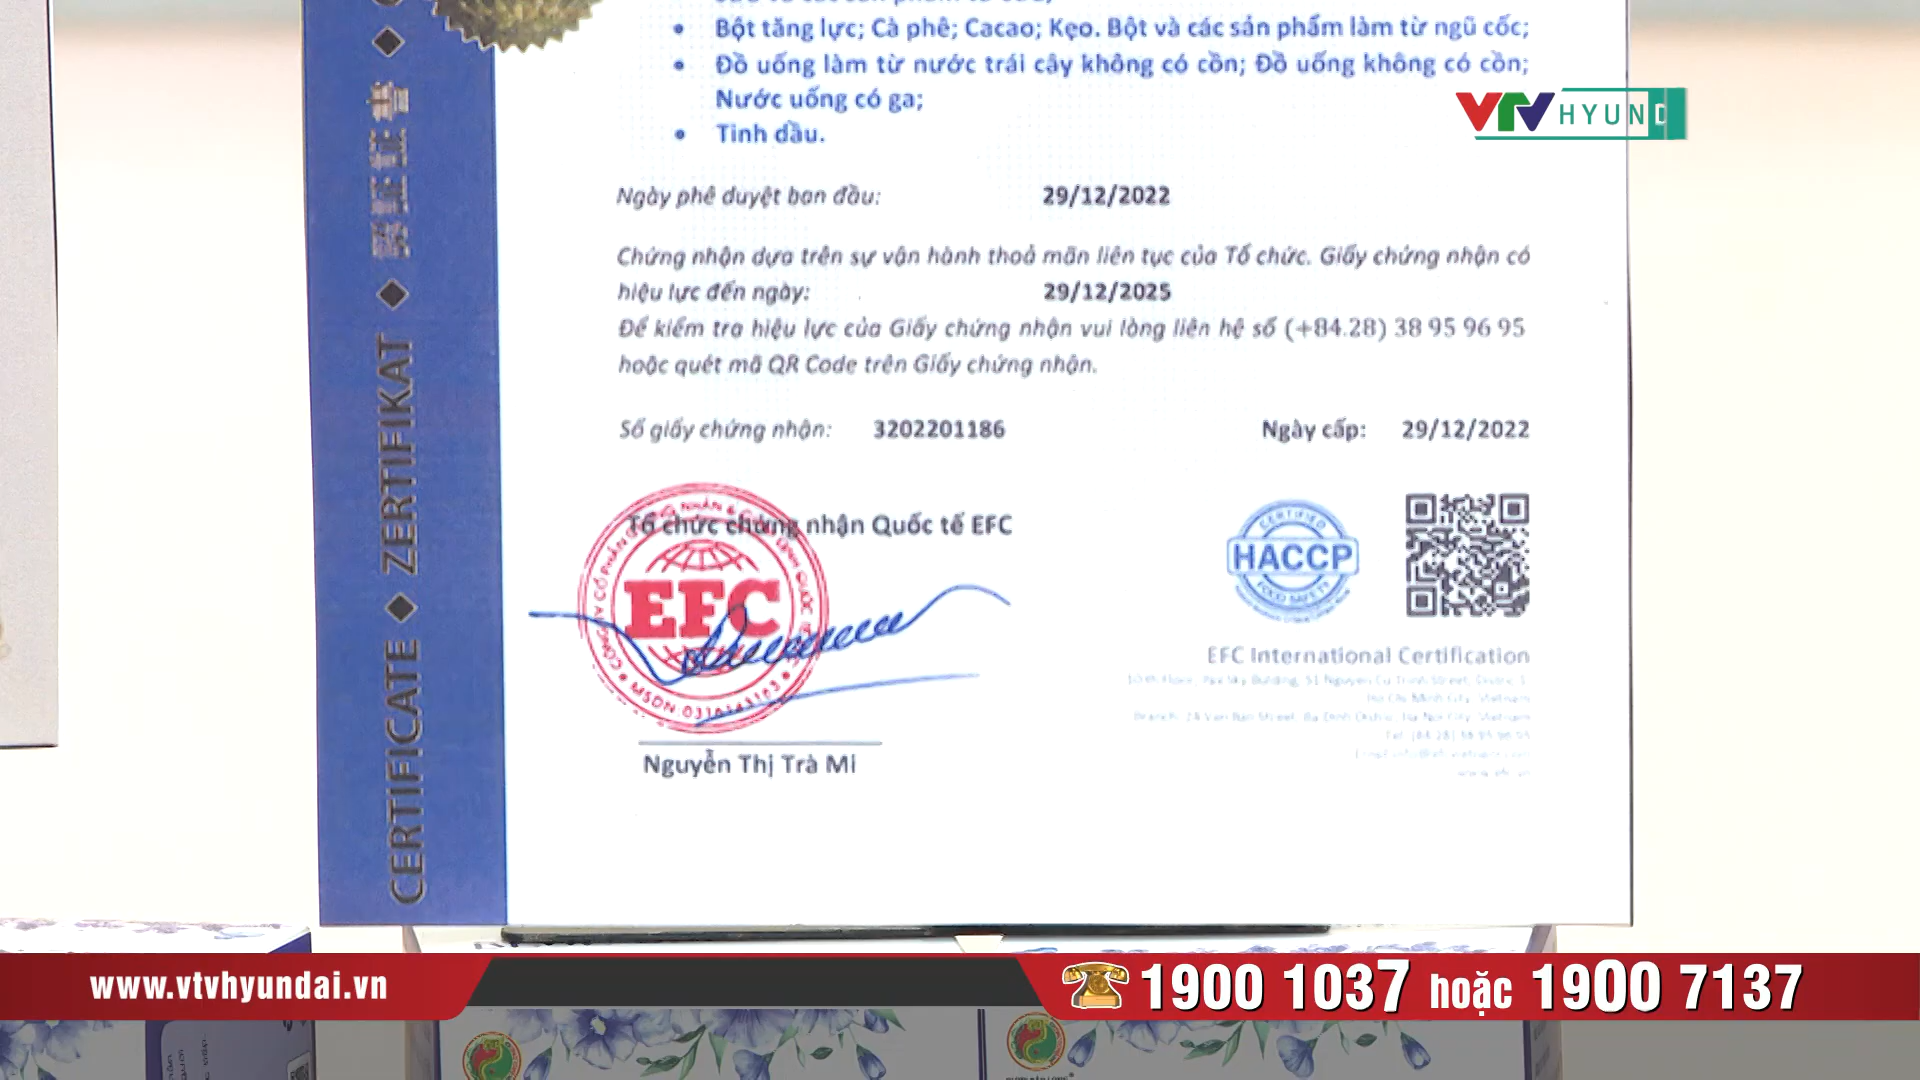 Bột tăng lực; Cà phê; Cacao; Kẹo. Bột và các sản phẩm làm từ ngũ cốc;
Đồ uống làm từ nước trái cây không có cồn; Đồ uống không có cồn;
Nước uống có ga;
Tinh dầu.
VTV HYUND
Ngày phê duyệt ban đầu: 29/12/2022
Chứng nhận dựa trên sự vận hành thoả mãn liên tục của Tổ chức. Giấy chứng nhận có
hiệu lực đến ngày: 29/12/2025
Để kiểm tra hiệu lực của Giấy chứng nhận vui lòng liên hệ số (+84.28) 38 95 96 95
hoặc quét mã QR Code trên Giấy chứng nhận.
Số giấy chứng nhận: 3202201186 Ngày cấp: 29/12/2022
Tổ chức chứng nhận Quốc tế EFC
EFC
CERTIFIED
HACCP
FOOD SAFETY
EFC International Certification
Nguyễn Thị Trà Mi
CERTIFICATE ◆ ZERTIFIKAT ◆
www.vtvhyundai.vn
1900 1037 hoặc 1900 7137